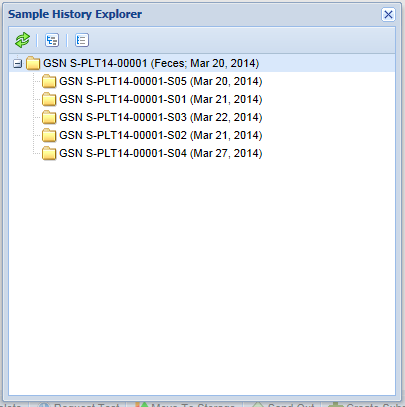 Sample History Explorer
GSN S-PLT14-00001 (Feces; Mar 20, 2014)
GSN S-PLT14-00001-S05 (Mar 20, 2014)
GSN S-PLT14-00001-S01 (Mar 21, 2014)
GSN S-PLT14-00001-S03 (Mar 22, 2014)
GSN S-PLT14-00001-S02 (Mar 21, 2014)
GSN S-PLT14-00001-S04 (Mar 27, 2014)
Request Test Move To Storage Send Out Create